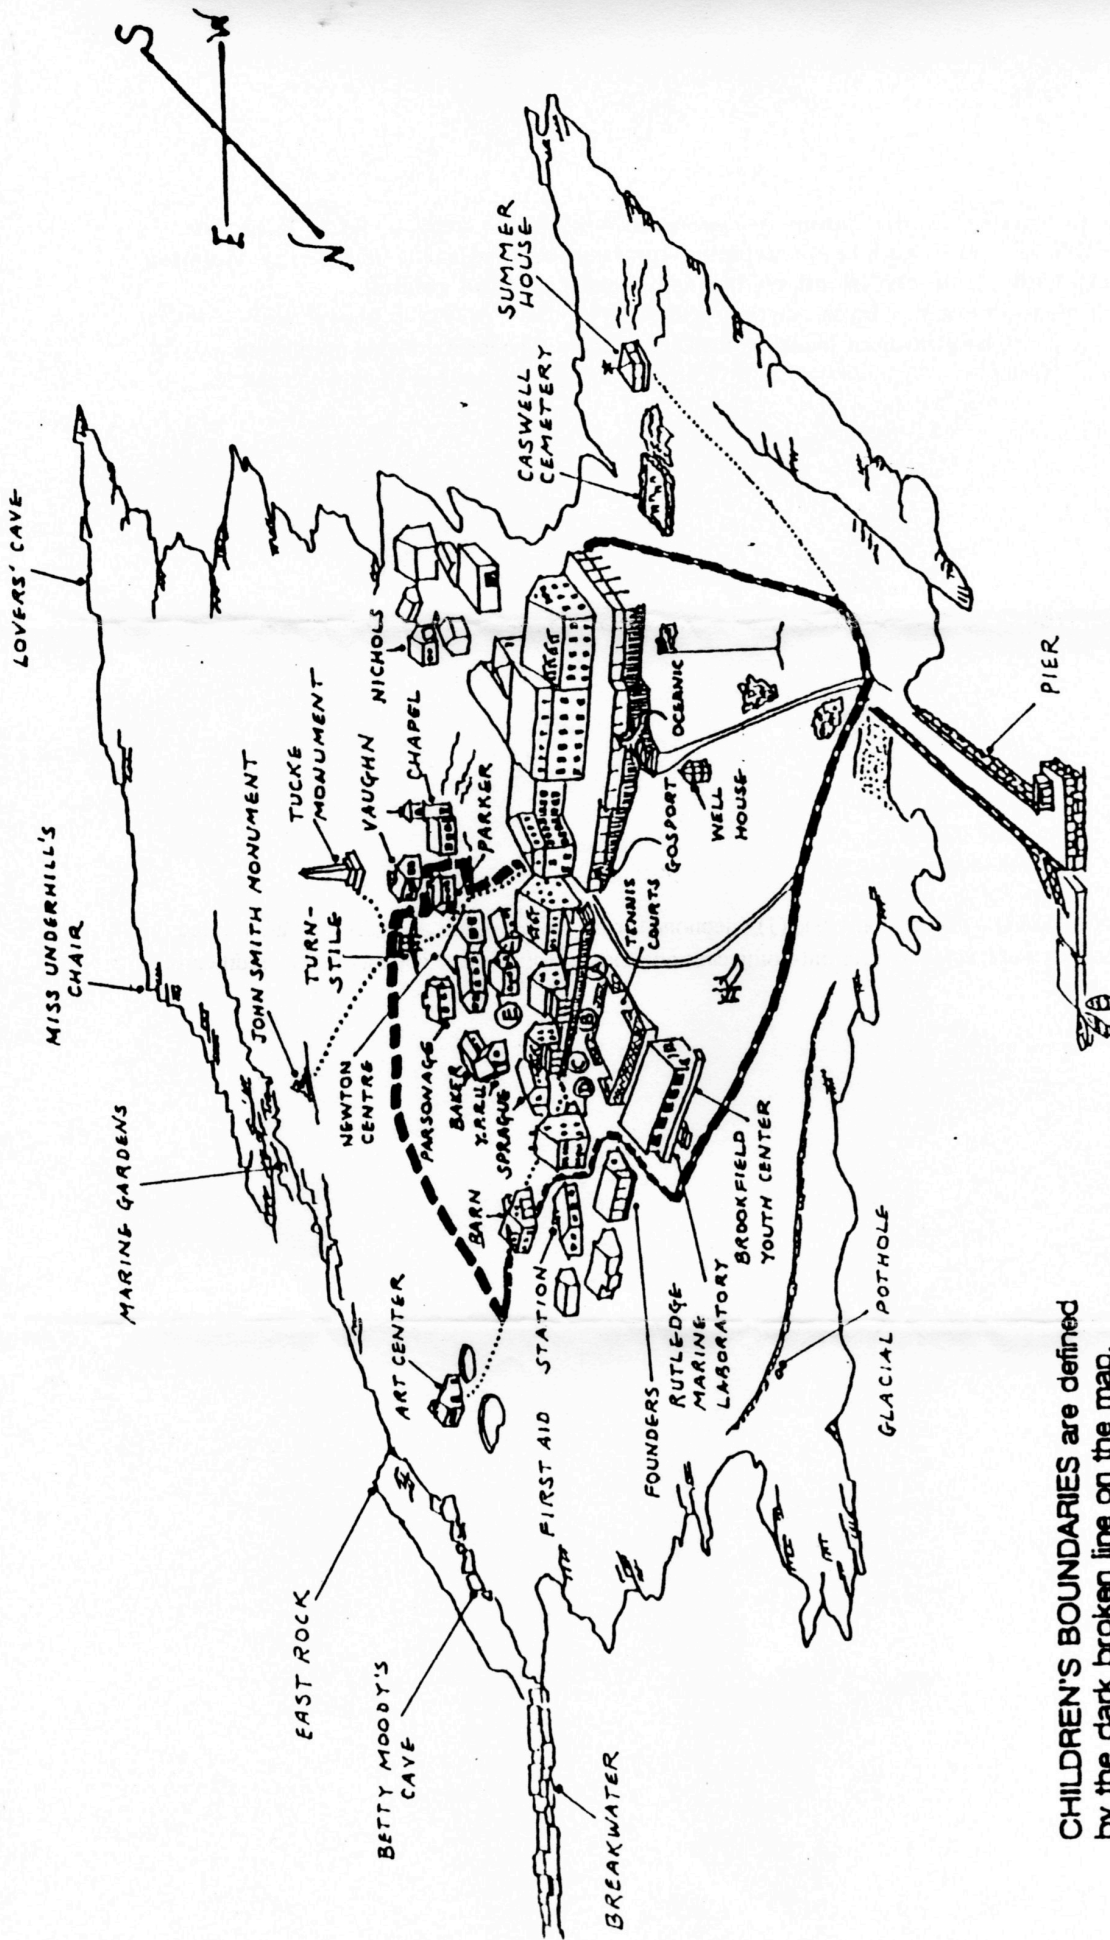 LOVERS' CAVE
MISS UNDERHILL'S
CHAIR
JOHN SMITH MONUMENT
TUCKE
MONUMENT
MARINE GARDENS
TURN-
STILE
VAUGHN
CHAPEL
NICHOLS
PARKER
NEWTON
CENTRE
PARSONAGE
BAKER
Y.P.R.U.
SPRAGUE
BARN
ART CENTER
EAST ROCK
BETTY MOODY'S
CAVE
BREAKWATER
FIRST AID STATION
FOUNDERS
RUTLEDGE
MARINE
LABORATORY
BROOKFIELD
YOUTH CENTER
TENNIS
COURTS
GOSPORT
WELL
HOUSE
OCEANIC
CASWELL
CEMETERY
SUMMER
HOUSE
GLACIAL POTHOLE
PIER
A
B
C
D
E
S
W
E
N
CHILDREN'S BOUNDARIES are defined
by the dark broken line on the map.